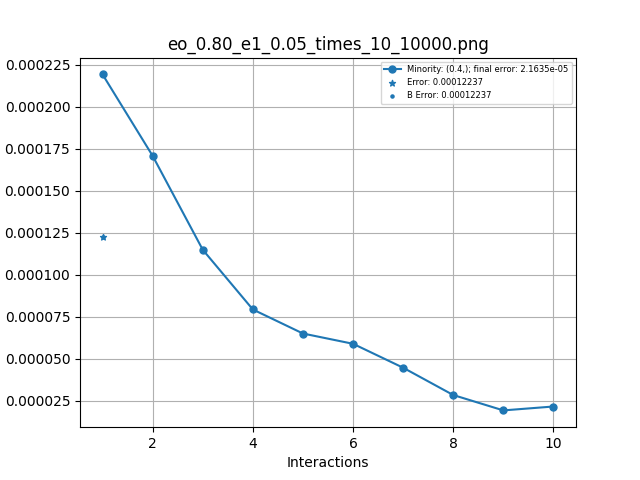 eo_0.80_e1_0.05_times_10_10000.png
Minority: (0.4,); final error: 2.1635e-05
Error: 0.00012237
B Error: 0.00012237
0.000225
0.000200
0.000175
0.000150
0.000125
0.000100
0.000075
0.000050
0.000025
2 4 6 8 10
Interactions